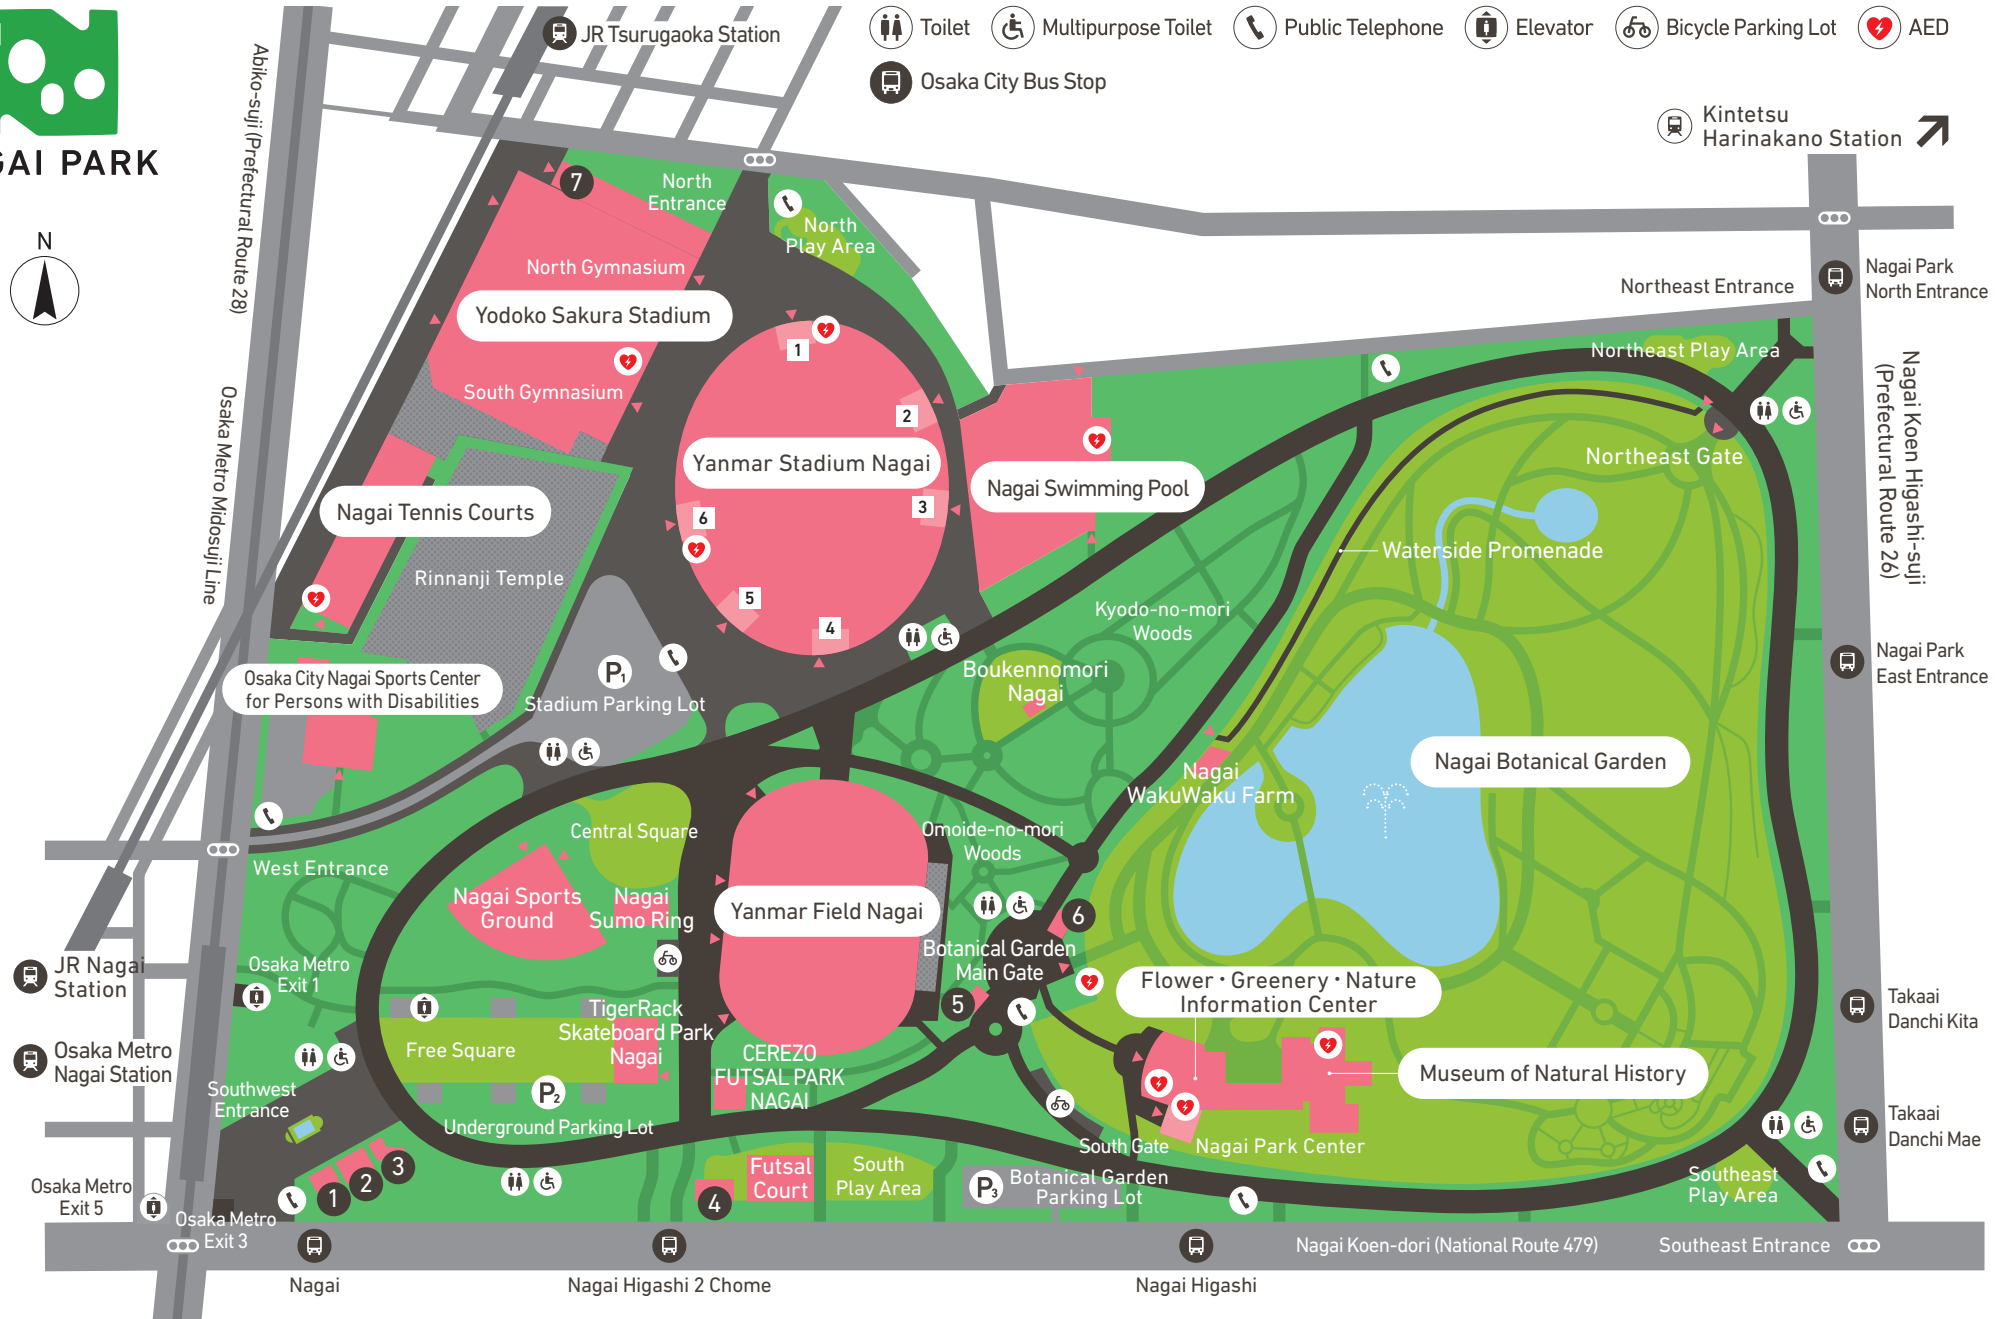 JR Tsurugaoka Station
Toilet
Multipurpose Toilet
Public Telephone
Elevator
Bicycle Parking Lot
AED
Osaka City Bus Stop
Kintetsu
Harinakano Station
GAI PARK
N
Abiko-suji (Prefectural Route 28)
Osaka Metro Midosuji Line
7
North
Entrance
North
Play Area
North Gymnasium
Yodoko Sakura Stadium
South Gymnasium
Nagai Park
North Entrance
Northeast Entrance
Northeast Play Area
Nagai Koen Higashi-suji
(Prefectural Route 26)
1
2
Yanmar Stadium Nagai
3
6
5
4
Nagai Swimming Pool
Northeast Gate
Nagai Tennis Courts
Rinnanji Temple
Waterside Promenade
Kyodo-no-mori
Woods
Boukennomori
Nagai
Nagai Park
East Entrance
Osaka City Nagai Sports Center
for Persons with Disabilities
P1
Stadium Parking Lot
Nagai
WakuWaku Farm
Nagai Botanical Garden
Central Square
Omoide-no-mori
Woods
West Entrance
Nagai Sports
Ground
Nagai
Sumo Ring
Yanmar Field Nagai
6
Botanical Garden
Main Gate
5
JR Nagai
Station
Osaka Metro
Exit 1
Flower・Greenery・Nature
Information Center
Takaai
Danchi Kita
TigerRack
Skateboard Park
Nagai
Free Square
Osaka Metro
Nagai Station
CEREZO
FUTSAL PARK
NAGAI
Museum of Natural History
Southwest
Entrance
P2
Underground Parking Lot
South Gate
Nagai Park Center
Takaai
Danchi Mae
1
2
3
4
Futsal
Court
South
Play Area
P3
Botanical Garden
Parking Lot
Southeast
Play Area
Osaka Metro
Exit 5
Osaka Metro
Exit 3
Nagai Koen-dori (National Route 479)
Southeast Entrance
Nagai
Nagai Higashi 2 Chome
Nagai Higashi